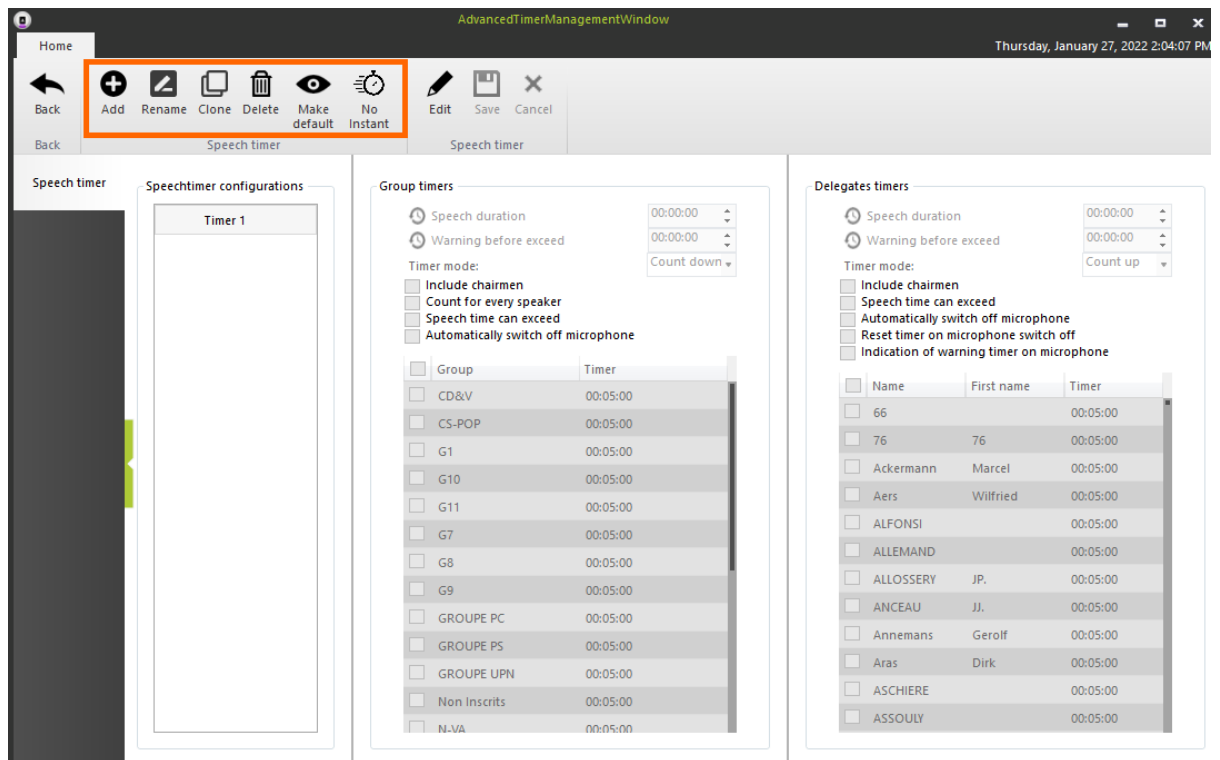 AdvancedTimerManagementWindow
Home
Thursday, January 27, 2022 2:04:07 PM
Back Add Rename Clone Delete Make default No Instant Edit Save Cancel
Back Speech timer Speech timer
Speech timer
Speechtimer configurations
Timer 1
Group timers
Speech duration 00:00:00
Warning before exceed 00:00:00
Timer mode: Count down
Include chairmen
Count for every speaker
Speech time can exceed
Automatically switch off microphone
Group Timer
CD&V 00:05:00
CS-POP 00:05:00
G1 00:05:00
G10 00:05:00
G11 00:05:00
G7 00:05:00
G8 00:05:00
G9 00:05:00
GROUPE PC 00:05:00
GROUPE PS 00:05:00
GROUPE UPN 00:05:00
Non Inscrits 00:05:00
N-VA 00:05:00
Delegates timers
Speech duration 00:00:00
Warning before exceed 00:00:00
Timer mode: Count up
Include chairmen
Speech time can exceed
Automatically switch off microphone
Reset timer on microphone switch off
Indication of warning timer on microphone
Name First name Timer
66 00:05:00
76 76 00:05:00
Ackermann Marcel 00:05:00
Aers Wilfried 00:05:00
ALFONSI 00:05:00
ALLEMAND 00:05:00
ALLOSSERY JP. 00:05:00
ANCEAU JJ. 00:05:00
Annemans Gerolf 00:05:00
Aras Dirk 00:05:00
ASCHIERE 00:05:00
ASSOULY 00:05:00